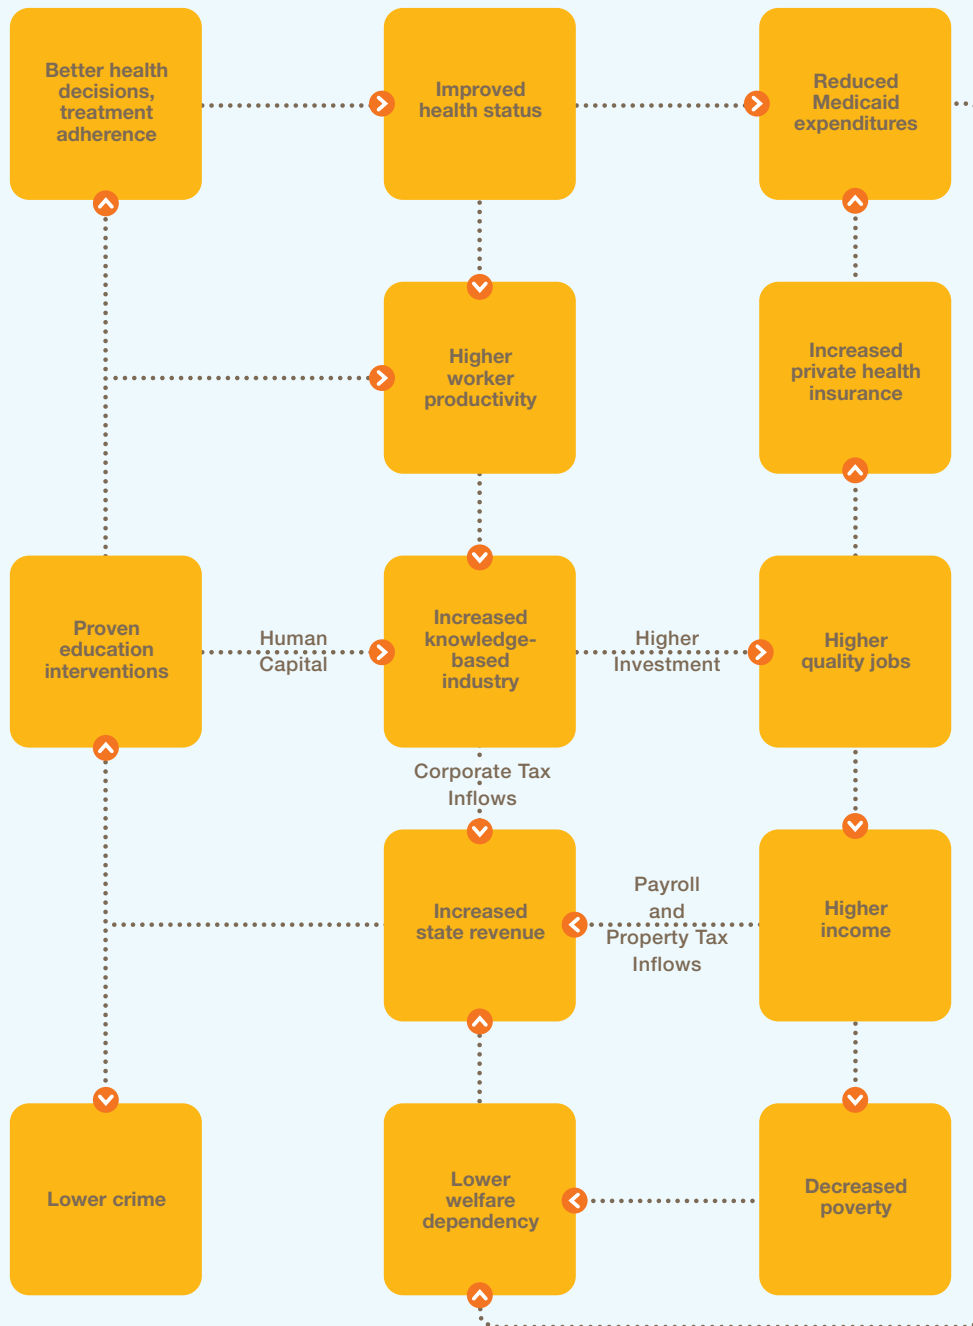 Better health
decisions,
treatment
adherence
Improved
health status
Reduced
Medicaid
expenditures
Higher
worker
productivity
Increased
private health
insurance
Proven
education
interventions
Human
Capital
Increased
knowledge-
based
industry
Higher
Investment
Higher
quality jobs
Corporate Tax
Inflows
Increased
state revenue
Payroll
and
Property Tax
Inflows
Higher
income
Lower crime
Lower
welfare
dependency
Decreased
poverty